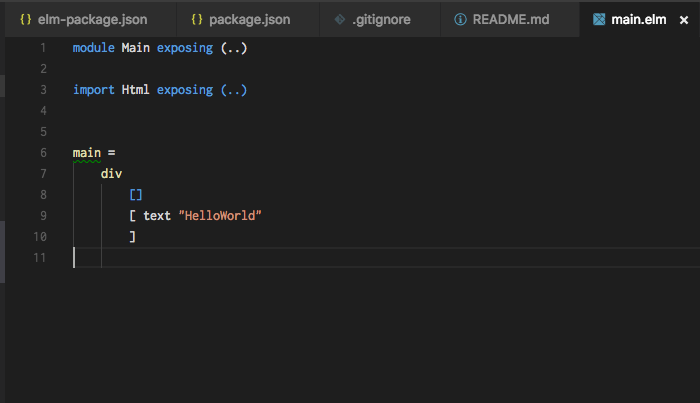 { } elm-package.json { } package.json .gitignore README.md main.elm ×
1 module Main exposing (..)
2
3 import Html exposing (..)
4
5
6 main =
7 div
8 []
9 [ text "HelloWorld"
10 ]
11